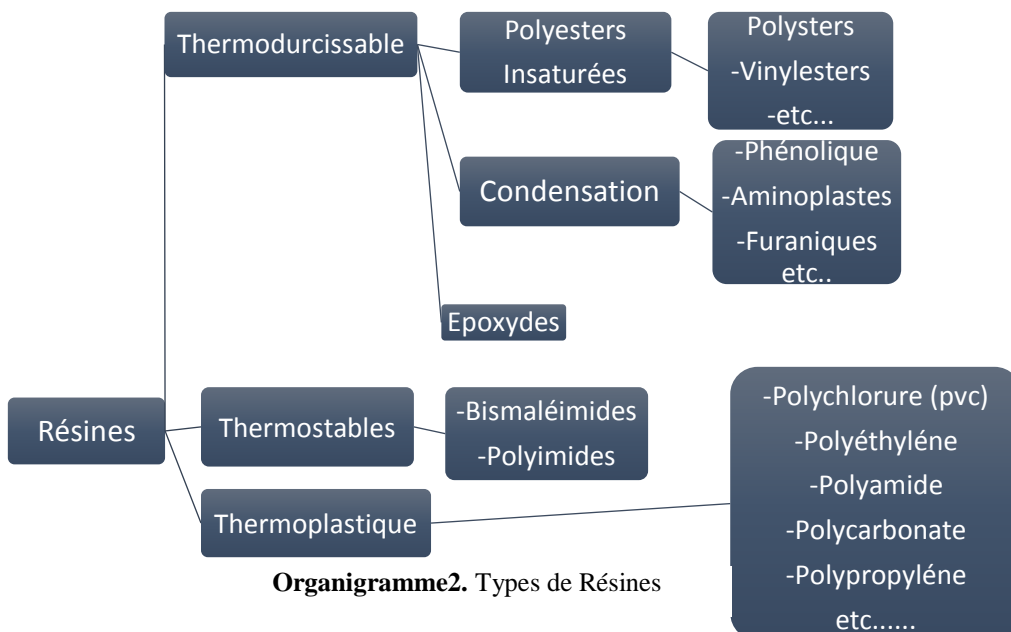 Thermodurcissable
Polyesters
Insaturées
Polysters
-Vinylesters
-etc...
Condensation
-Phénolique
-Aminoplastes
-Furaniques
etc..
Epoxydes
Résines
Thermostables
-Bismaléimides
-Polyimides
Thermoplastique
-Polychlorure (pvc)
-Polyéthyléne
-Polyamide
-Polycarbonate
-Polypropyléne
etc......
Organigramme2. Types de Résines